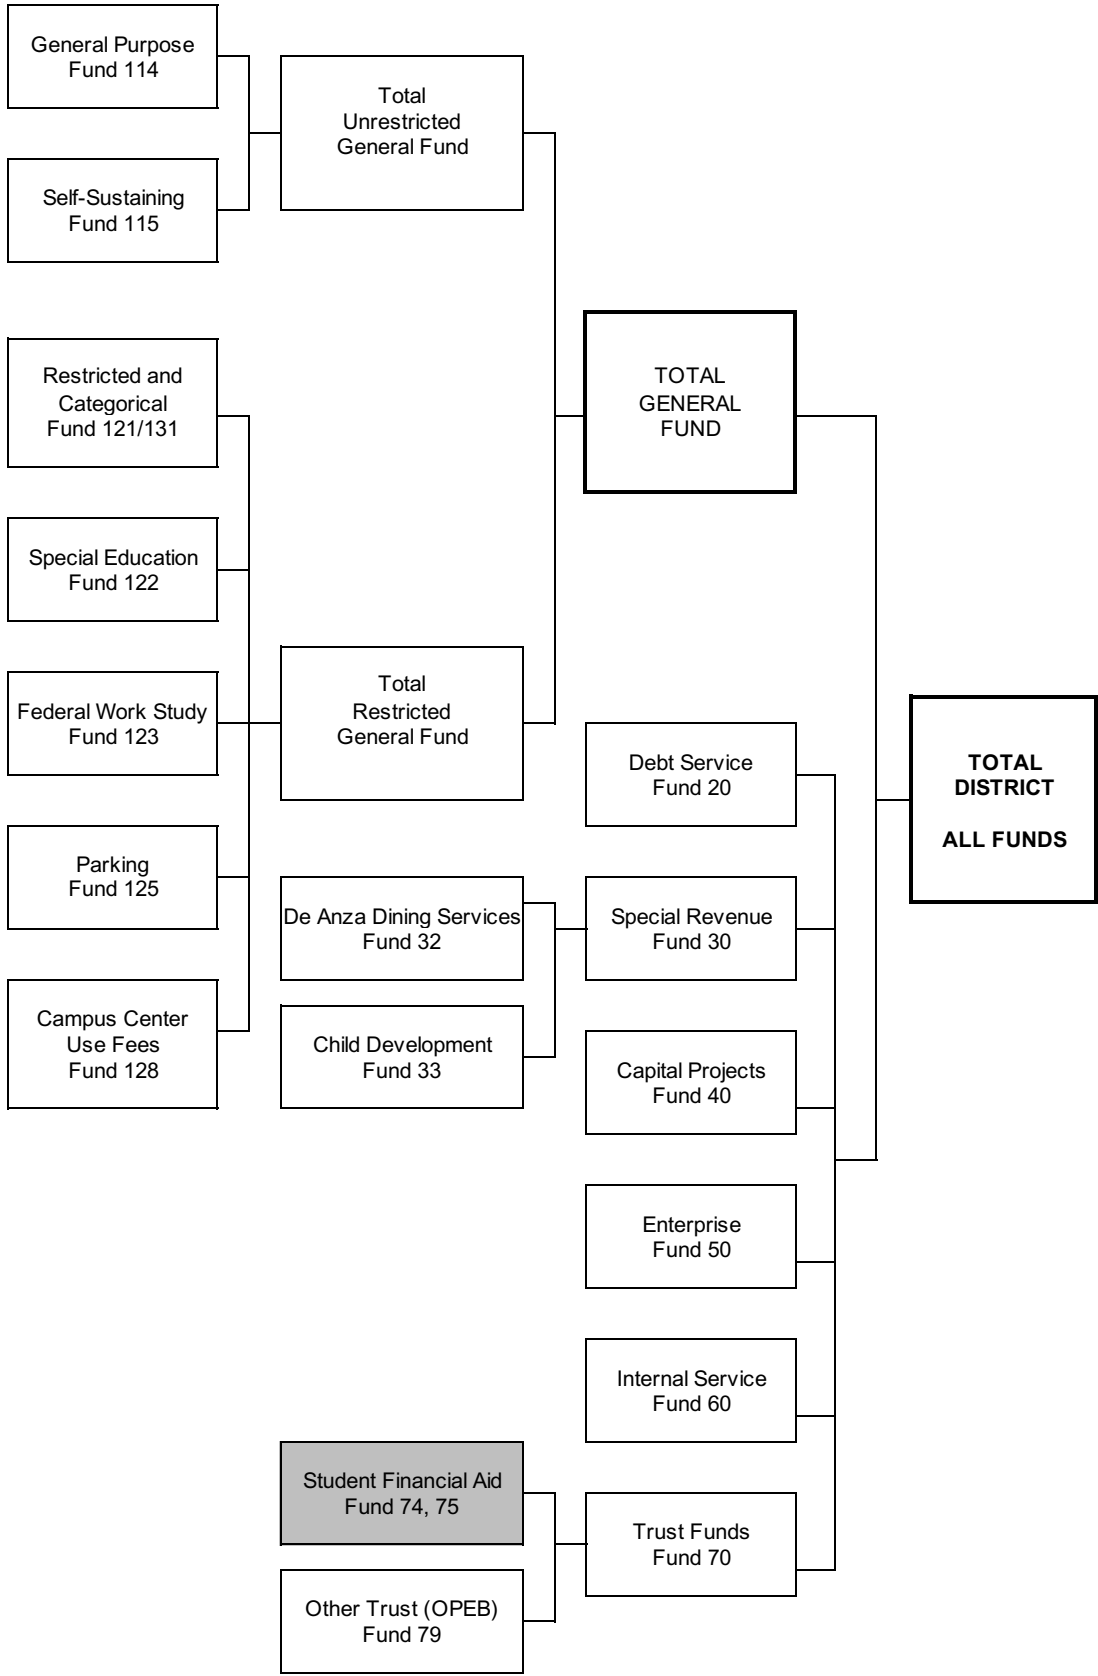 General Purpose
Fund 114
Total
Unrestricted
General Fund
Self-Sustaining
Fund 115
Restricted and
Categorical
Fund 121/131
TOTAL
GENERAL
FUND
Special Education
Fund 122
Federal Work Study
Fund 123
Total
Restricted
General Fund
Debt Service
Fund 20
TOTAL
DISTRICT
ALL FUNDS
Parking
Fund 125
De Anza Dining Services
Fund 32
Special Revenue
Fund 30
Campus Center
Use Fees
Fund 128
Child Development
Fund 33
Capital Projects
Fund 40
Enterprise
Fund 50
Internal Service
Fund 60
Student Financial Aid
Fund 74, 75
Trust Funds
Fund 70
Other Trust (OPEB)
Fund 79